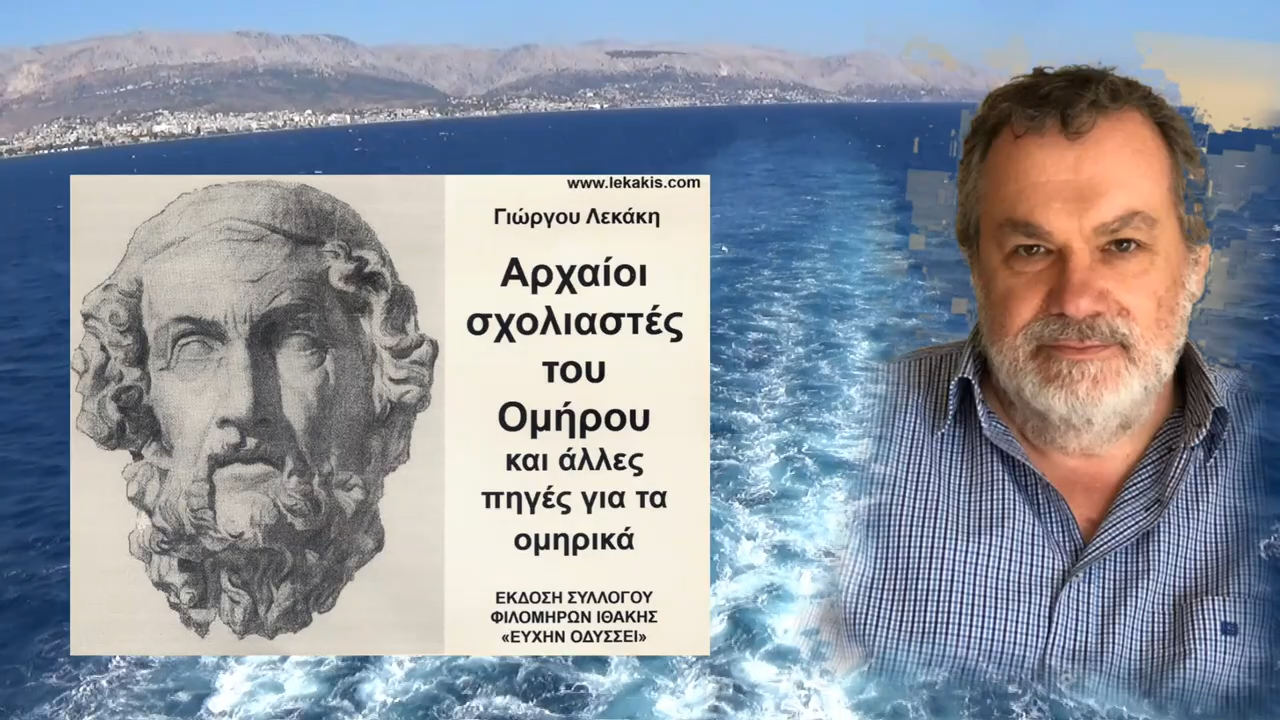 www.lekakis.com
Γιώργου Λεκάκη
Αρχαίοι
σχολιαστές
του
Ομήρου
και άλλες
πηγές για τα
ομηρικά
ΕΚΔΟΣΗ ΣΥΛΛΟΓΟΥ
ΦΙΛΟΜΗΡΩΝ ΙΘΑΚΗΣ
«ΕΥΧΗΝ ΟΔΥΣΣΕΙ»